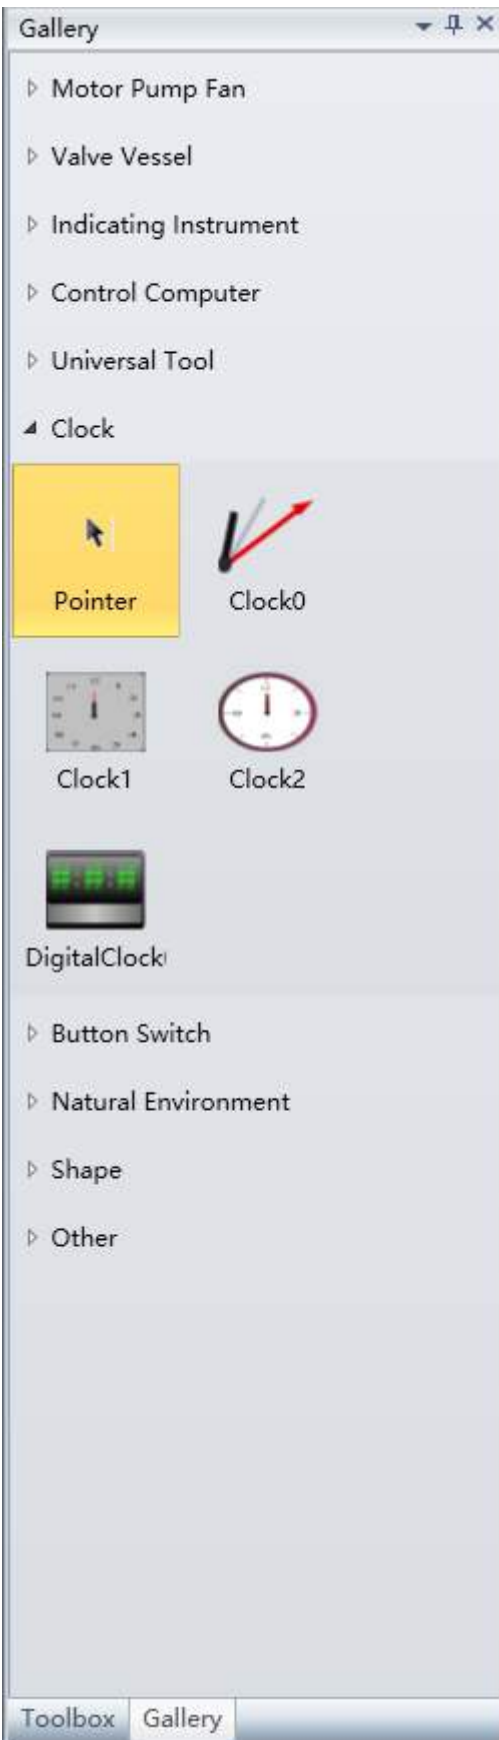 Gallery
Motor Pump Fan
Valve Vessel
Indicating Instrument
Control Computer
Universal Tool
Clock
Pointer Clock0
Clock1 Clock2
DigitalClock
Button Switch
Natural Environment
Shape
Other
Toolbox Gallery